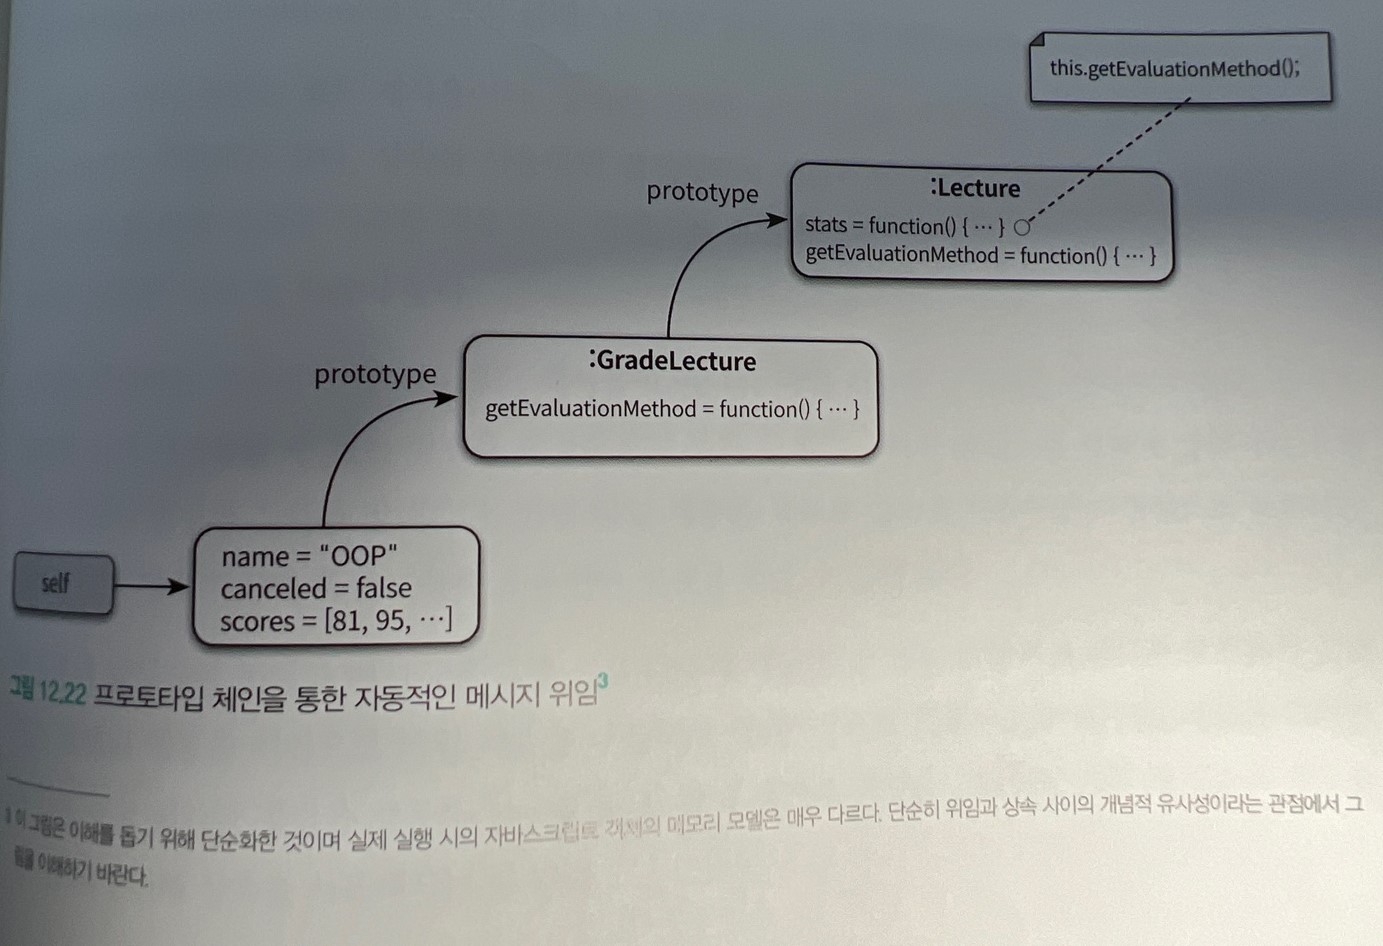 this.getEvaluationMethod();
prototype
:Lecture
stats = function() { ⋯ }
getEvaluationMethod = function() { ⋯ }
prototype
:GradeLecture
getEvaluationMethod = function() { ⋯ }
self
name = "OOP"
canceled = false
scores = [81, 95, ⋯]
그림 12.22 프로토타입 체인을 통한 자동적인 메시지 위임3
이 그림은 이해를 돕기 위해 단순화한 것이며 실제 실행 시의 자바스크립트 객체의 메모리 모델은 매우 다르다. 단순히 위임과 상속 사이의 개념적 유사성이라는 관점에서 그
림을 이해하기 바란다.